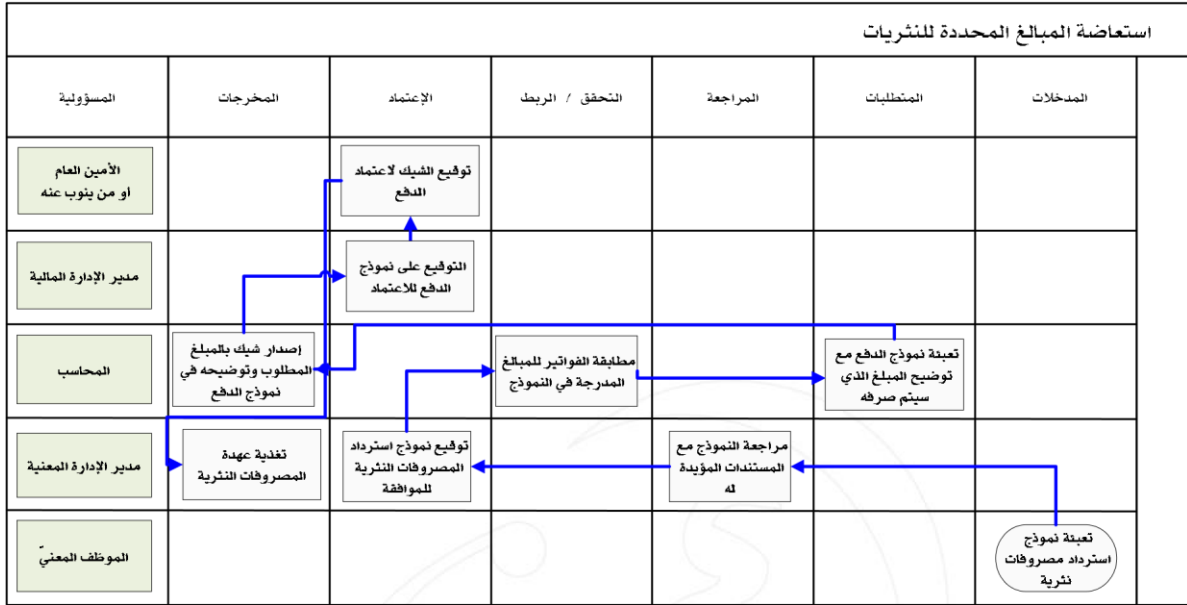 استعاضة المبالغ المحددة للنثريات
المدخلات
المتطلبات
المراجعة
التحقق / الربط
الإعتماد
المخرجات
المسؤولية
توقيع الشيك لاعتماد
الدفع
الأمين العام
او من ينوب عنه
التوقيع على نموذج
الدفع للاعتماد
مدير الإدارة المالية
تعبئة نموذج الدفع مع
توضيح المبلغ الذي
سيتم صرفه
مطابقة الفواتير للمبالغ
المدرجة في النموذج
إصدار شيك بالمبلغ
المطلوب وتوضيحه في
نموذج الدفع
المحاسب
مراجعة النموذج مع
المستندات المؤيدة
له
توقيع نموذج استرداد
المصروفات النثرية
للموافقة
تغذية عهدة
المصروفات النثرية
مدير الإدارة المعنية
تعبئة نموذج
استرداد مصروفات
نثرية
الموظف المعنيّ